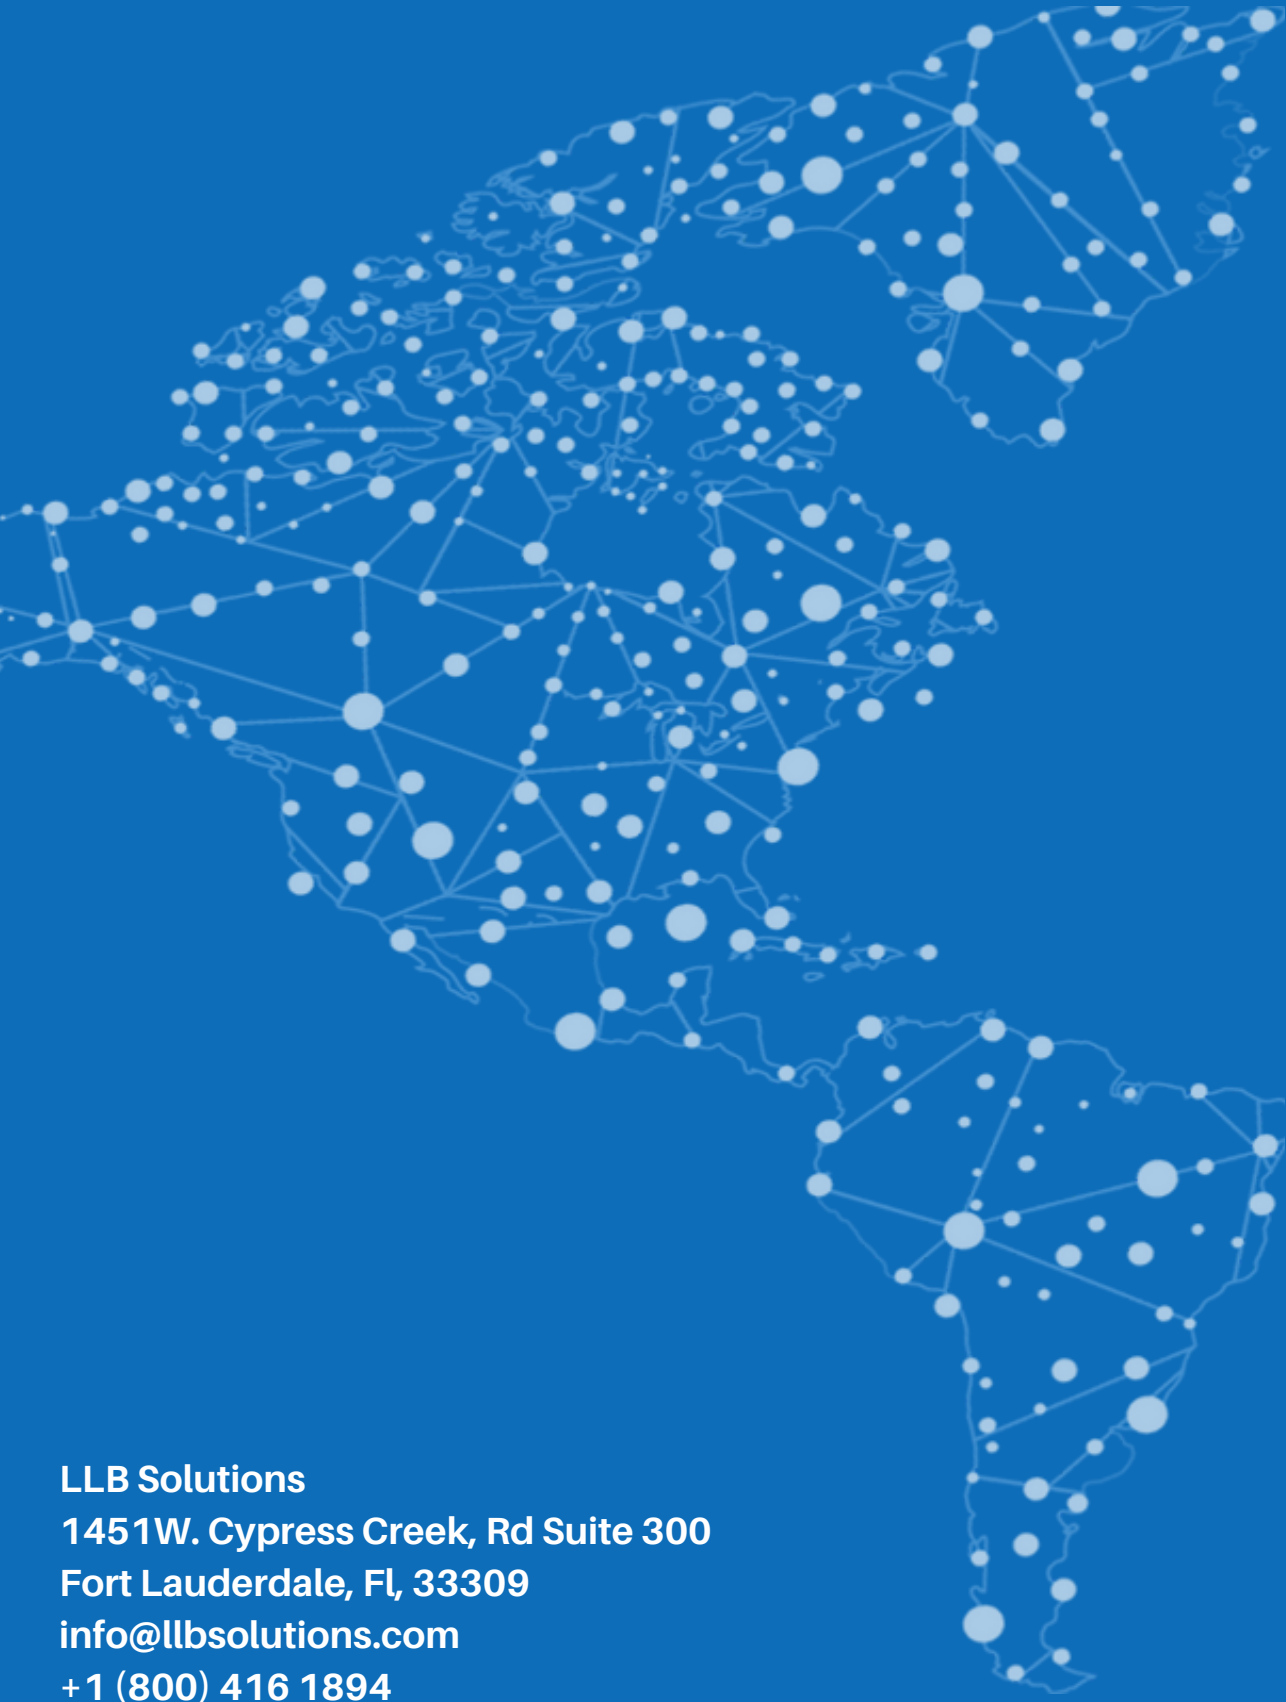 LLB Solutions
1451W. Cypress Creek, Rd Suite 300
Fort Lauderdale, Fl, 33309
info@llbsolutions.com
+1 (800) 416 1894